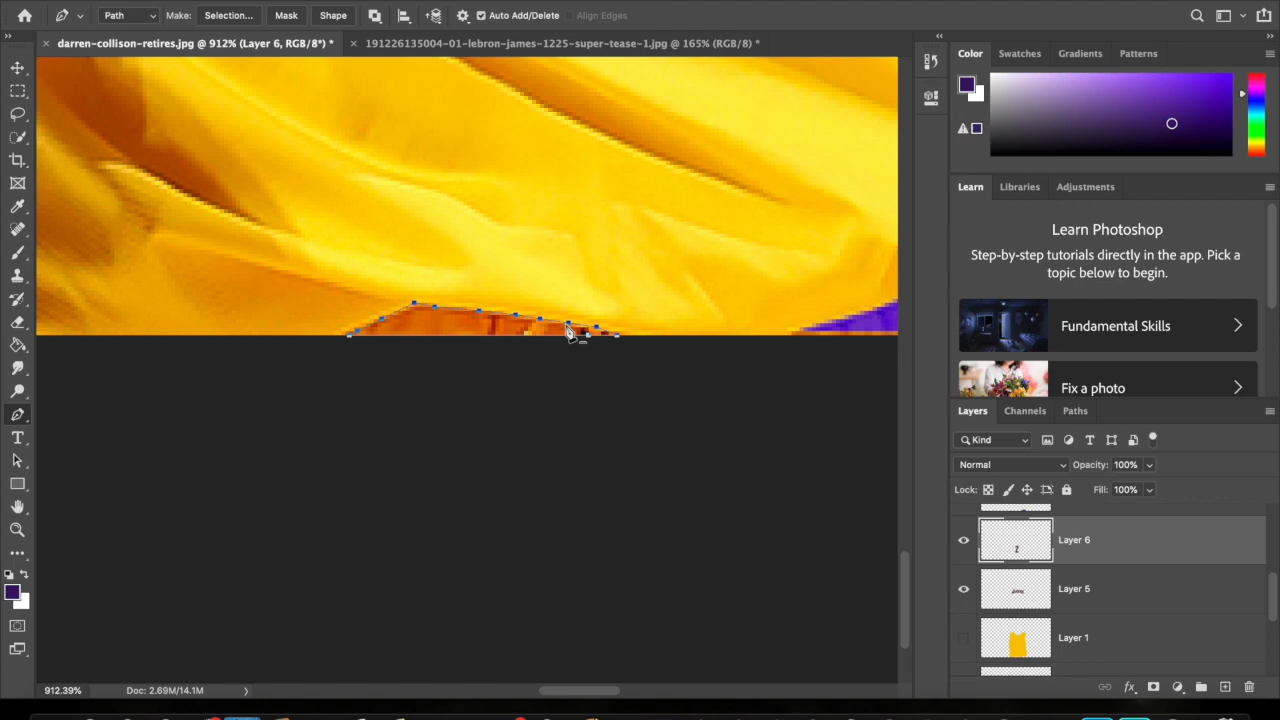 Path
Make:
Selection...
Mask
Shape
Auto Add/Delete
Align Edges
darren-collison-retires.jpg @ 912% (Layer 6, RGB/8*) *
191226135004-01-lebron-james-1225-super-tease-1.jpg @ 165% (RGB/8) *
Color
Swatches
Gradients
Patterns
Learn
Libraries
Adjustments
Learn Photoshop
Step-by-step tutorials directly in the app. Pick a
topic below to begin.
Fundamental Skills
Fix a photo
Layers
Channels
Paths
Kind
Normal
Opacity: 100%
Lock:
Fill: 100%
Layer 6
Layer 5
Layer 1
912.39%
Doc: 2.69M/14.1M